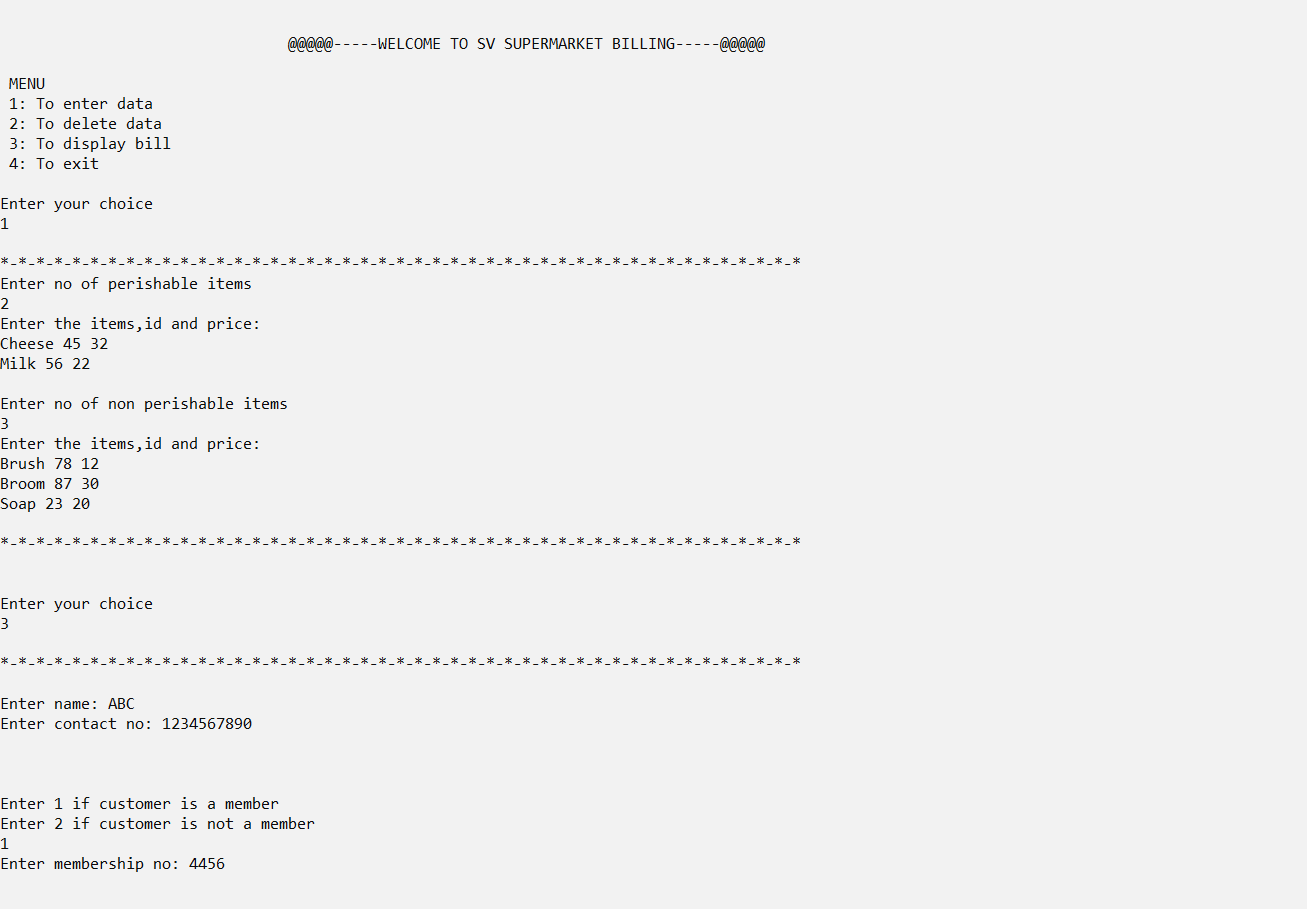 @@@@@-----WELCOME TO SV SUPERMARKET BILLING-----@@@@@
MENU
1: To enter data
2: To delete data
3: To display bill
4: To exit
Enter your choice
1
*-*-*-*-*-*-*-*-*-*-*-*-*-*-*-*-*-*-*-*-*-*-*-*-*-*-*-*-*-*-*-*-*-*-*-*-*-*-*-*-*-*-*-*-*
Enter no of perishable items
2
Enter the items,id and price:
Cheese 45 32
Milk 56 22
Enter no of non perishable items
3
Enter the items,id and price:
Brush 78 12
Broom 87 30
Soap 23 20
*-*-*-*-*-*-*-*-*-*-*-*-*-*-*-*-*-*-*-*-*-*-*-*-*-*-*-*-*-*-*-*-*-*-*-*-*-*-*-*-*-*-*-*-*
Enter your choice
3
*-*-*-*-*-*-*-*-*-*-*-*-*-*-*-*-*-*-*-*-*-*-*-*-*-*-*-*-*-*-*-*-*-*-*-*-*-*-*-*-*-*-*-*-*
Enter name: ABC
Enter contact no: 1234567890
Enter 1 if customer is a member
Enter 2 if customer is not a member
1
Enter membership no: 4456